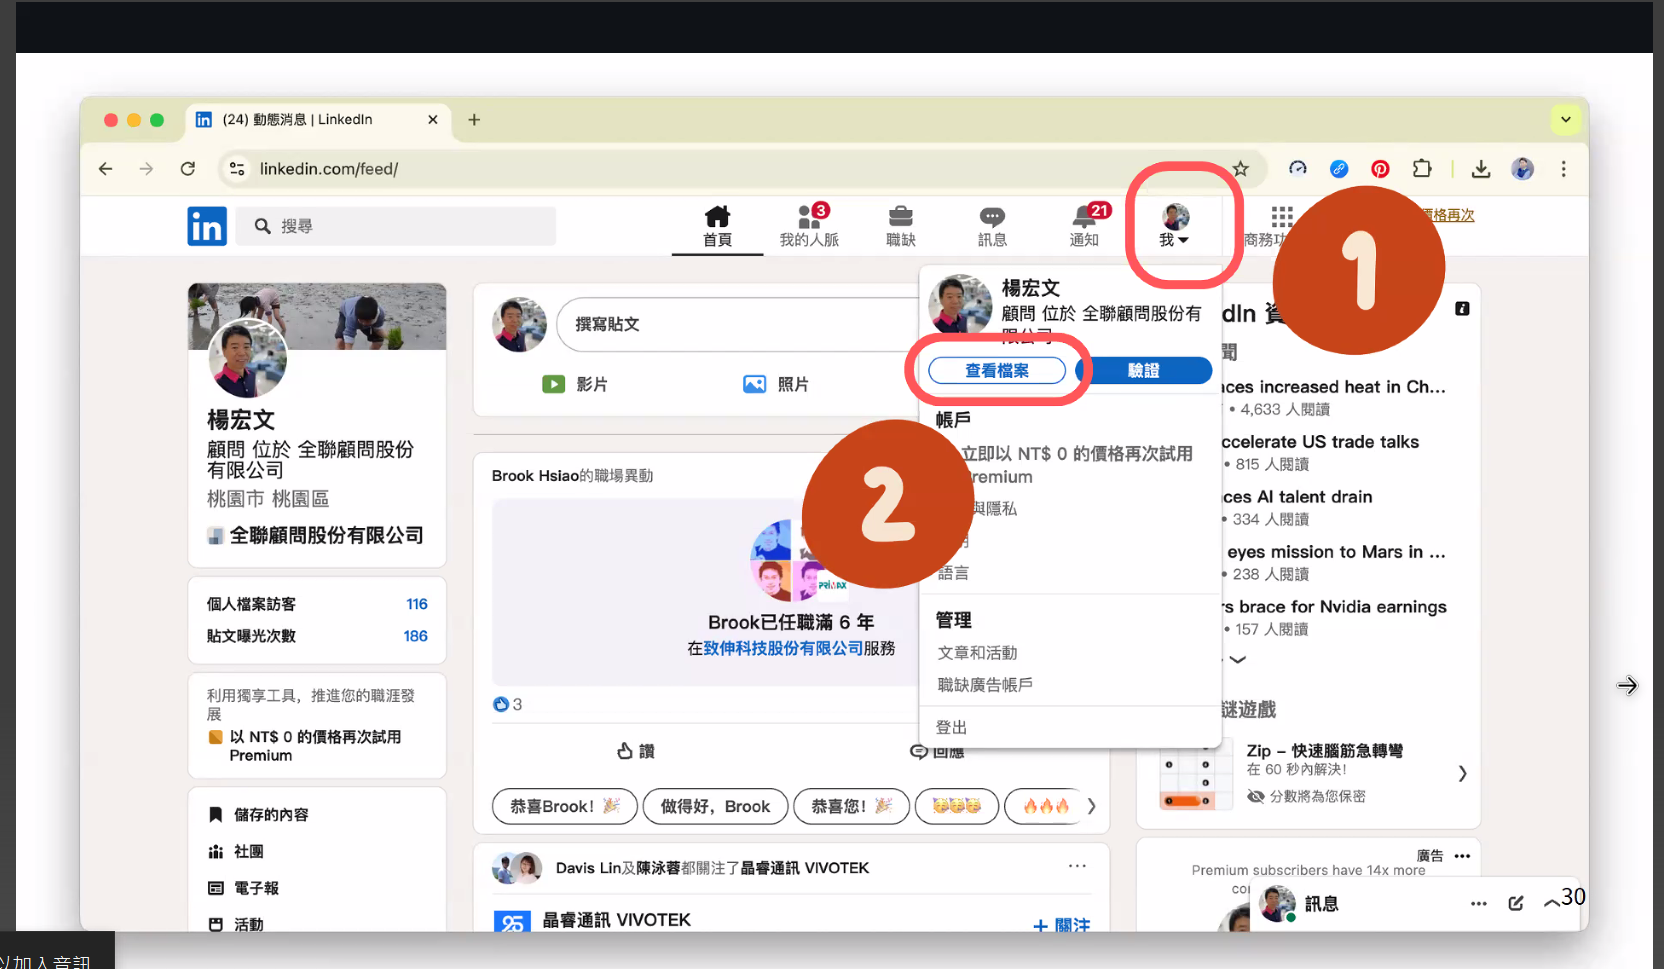 (24) 動態消息 | LinkedIn
linkedin.com/feed/
in
搜尋
首頁
3
我的人脈
職缺
訊息
21
通知
我
商務功
價格再次
1
楊宏文
顧問 位於 全聯顧問股份有
限公司
查看檔案
驗證
帳戶
立即以 NT$ 0 的價格再次試用
remium
與隱私
語言
管理
文章和活動
職缺廣告帳戶
登出
2
楊宏文
顧問 位於 全聯顧問股份
有限公司
桃園市 桃園區
全聯顧問股份有限公司
個人檔案訪客 116
貼文曝光次數 186
利用獨享工具，推進您的職涯發
展
以 NT$ 0 的價格再次試用
Premium
儲存的內容
社團
電子報
活動
撰寫貼文
影片
照片
Brook Hsiao的職場異動
PRIMAX
Brook已任職滿 6 年
在致伸科技股份有限公司服務
3
讚
回應
恭喜Brook！
做得好，Brook
恭喜您！
Davis Lin及陳泳蓉都關注了晶睿通訊 VIVOTEK
25
晶睿通訊 VIVOTEK
+ 關注
dIn 資
聞
ces increased heat in Ch...
• 4,633 人閱讀
ccelerate US trade talks
• 815 人閱讀
ces AI talent drain
• 334 人閱讀
eyes mission to Mars in ...
• 238 人閱讀
s brace for Nvidia earnings
• 157 人閱讀
謎遊戲
Zip – 快速腦筋急轉彎
在 60 秒內解決！
分數將為您保密
廣告
Premium subscribers have 14x more
訊息
30
以加入音訊